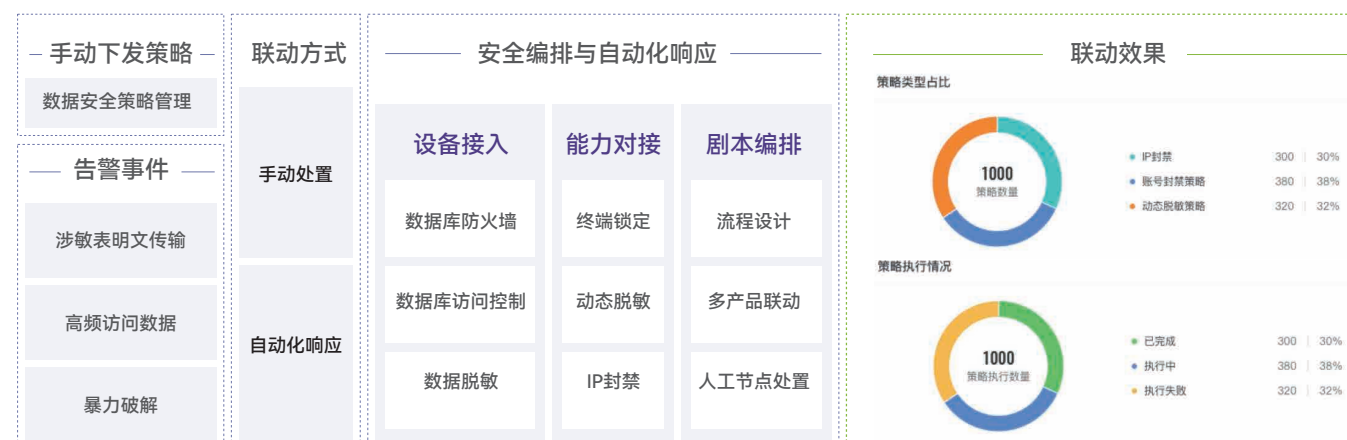 手动下发策略
数据安全策略管理
告警事件
涉敏表明文传输
高频访问数据
暴力破解
联动方式
手动处置
自动化响应
安全编排与自动化响应
设备接入
数据库防火墙
数据库访问控制
数据脱敏
能力对接
终端锁定
动态脱敏
IP封禁
剧本编排
流程设计
多产品联动
人工节点处置
联动效果
策略类型占比
1000
策略数量
IP封禁 300 | 30%
账号封禁策略 380 | 38%
动态脱敏策略 320 | 32%
策略执行情况
1000
策略执行数量
已完成 300 | 30%
执行中 380 | 38%
执行失败 320 | 32%